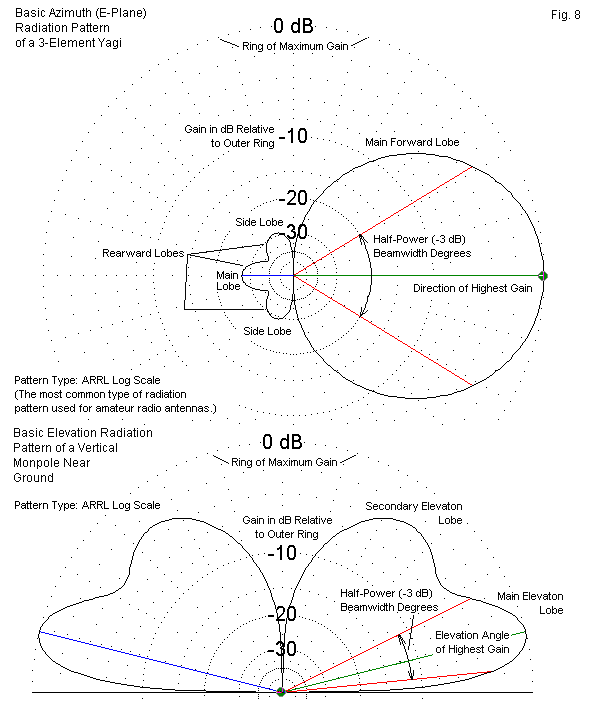 Basic Azimuth (E-Plane)
Radiation Pattern
of a 3-Element Yagi
0 dB
Ring of Maximum Gain
Fig. 8
Gain in dB Relative
to Outer Ring
-10
Main Forward Lobe
-20
Side Lobe
-30
Rearward Lobes
Half-Power (-3 dB)
Beamwidth Degrees
Main
Lobe
Direction of Highest Gain
Side Lobe
Pattern Type: ARRL Log Scale
(The most common type of radiation
pattern used for amateur radio antennas.)
Basic Elevation Radiation
Pattern of a Vertical
Monpole Near
Ground
0 dB
Ring of Maximum Gain
Pattern Type: ARRL Log Scale
Secondary Elevaton
Lobe
Gain in dB Relative
to Outer Ring
-10
Half-Power (-3 dB)
Beamwidth Degrees
Main Elevaton
Lobe
-20
Elevation Angle
of Highest Gain
-30